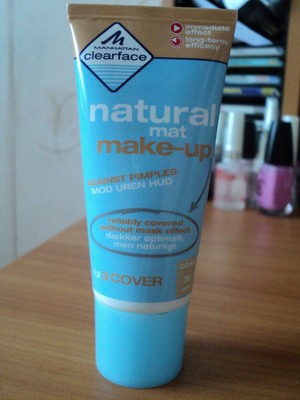 MANHATTAN
clearface
immediate
effect
long-term
efficacy
natural
mat
make-up
AGAINST PIMPLES
MOD UREN HUD
reliably covered
without mask effect
dækker optimalt,
men naturligt
123COVER